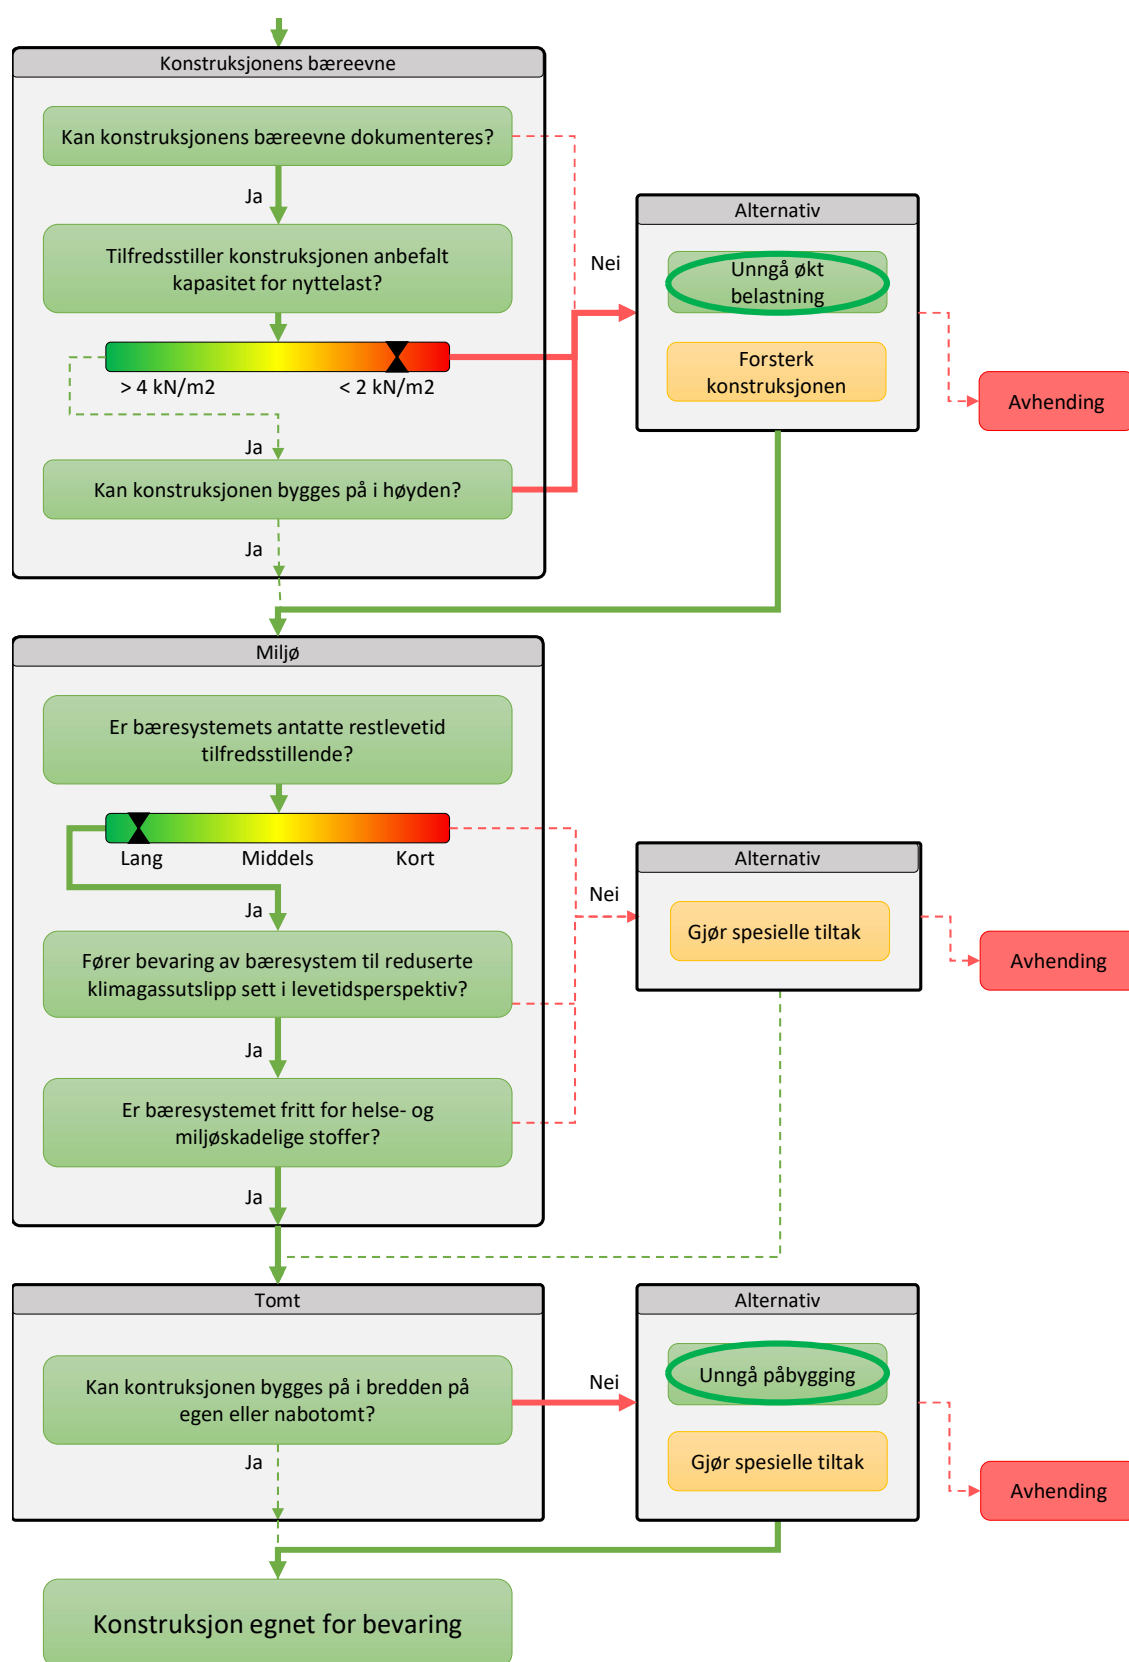 Konstruksjonens bæreevne
Kan konstruksjonens bæreevne dokumenteres?
Ja
Tilfredsstiller konstruksjonen anbefalt
kapasitet for nyttelast?
> 4 kN/m2
< 2 kN/m2
Ja
Kan konstruksjonen bygges på i høyden?
Ja
Nei
Alternativ
Unngå økt
belastning
Forsterk
konstruksjonen
Avhending
Miljø
Er bæresystemets antatte restlevetid
tilfredsstillende?
Lang
Middels
Kort
Ja
Fører bevaring av bæresystem til reduserte
klimagassutslipp sett i levetidsperspektiv?
Ja
Er bæresystemet fritt for helse- og
miljøskadelige stoffer?
Ja
Nei
Alternativ
Gjør spesielle tiltak
Avhending
Tomt
Kan kontruksjonen bygges på i bredden på
egen eller nabotomt?
Ja
Nei
Alternativ
Unngå påbygging
Gjør spesielle tiltak
Avhending
Konstruksjon egnet for bevaring